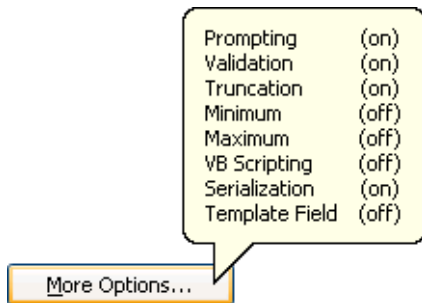 Prompting (on)
Validation (on)
Truncation (on)
Minimum (off)
Maximum (off)
VB Scripting (off)
Serialization (on)
Template Field (off)
More Options...